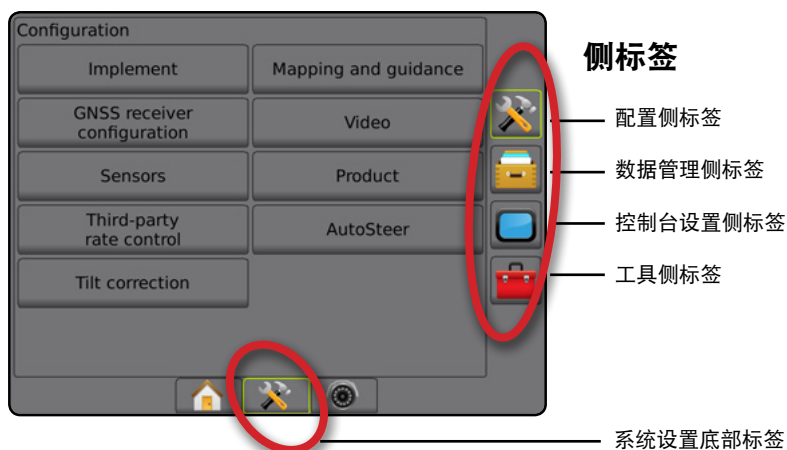 Configuration
Implement
Mapping and guidance
GNSS receiver
configuration
Video
Sensors
Product
Third-party
rate control
AutoSteer
Tilt correction
侧标签
配置侧标签
数据管理侧标签
控制台设置侧标签
工具侧标签
系统设置底部标签